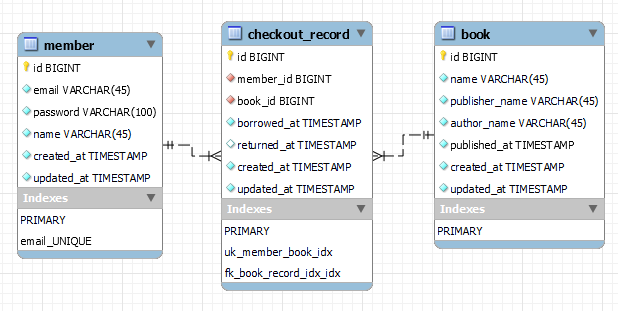 member
id BIGINT
email VARCHAR(45)
password VARCHAR(100)
name VARCHAR(45)
created_at TIMESTAMP
updated_at TIMESTAMP
Indexes
PRIMARY
email_UNIQUE
checkout_record
id BIGINT
member_id BIGINT
book_id BIGINT
borrowed_at TIMESTAMP
returned_at TIMESTAMP
created_at TIMESTAMP
updated_at TIMESTAMP
Indexes
PRIMARY
uk_member_book_idx
fk_book_record_idx_idx
book
id BIGINT
name VARCHAR(45)
publisher_name VARCHAR(45)
author_name VARCHAR(45)
published_at TIMESTAMP
created_at TIMESTAMP
updated_at TIMESTAMP
Indexes
PRIMARY